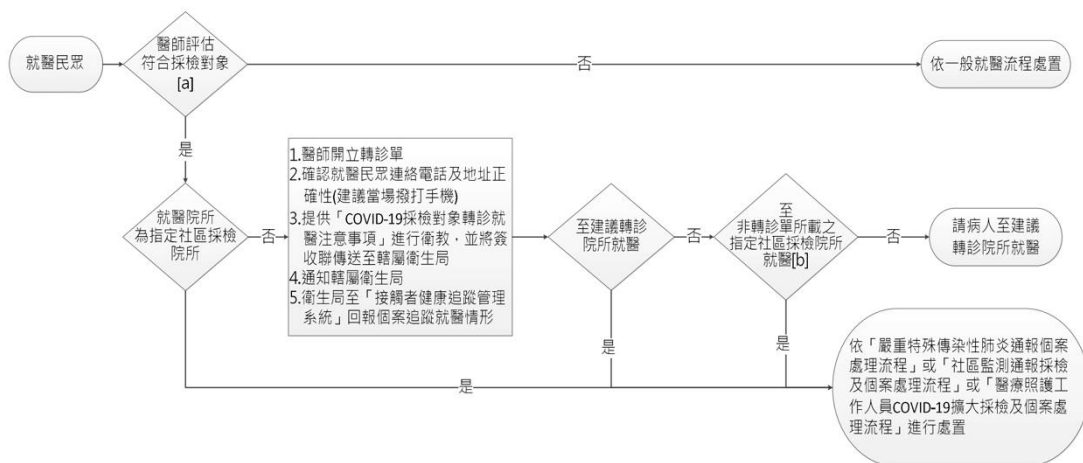 就醫民眾
醫師評估
符合採檢對象
[a]
否
依一般就醫流程處置
是
就醫院所
為指定社區採檢
院所
否
1.醫師開立轉診單
2.確認就醫民眾連絡電話及地址正
確性(建議當場撥打手機)
3.提供「COVID-19採檢對象轉診就
醫注意事項」進行衛教，並將簽
收聯傳送至轄屬衛生局
4.通知轄屬衛生局
5.衛生局至「接觸者健康追蹤管理
系統」回報個案追蹤就醫情形
至建議轉診
院所就醫
否
至
非轉診單所載之
指定社區採檢院所
就醫[b]
否
請病人至建議
轉診院所就醫
是
是
是
依「嚴重特殊傳染性肺炎通報個案
處理流程」或「社區監測通報採檢
及個案處理流程」或「醫療照護工
作人員COVID-19擴大採檢及個案處
理流程」進行處置